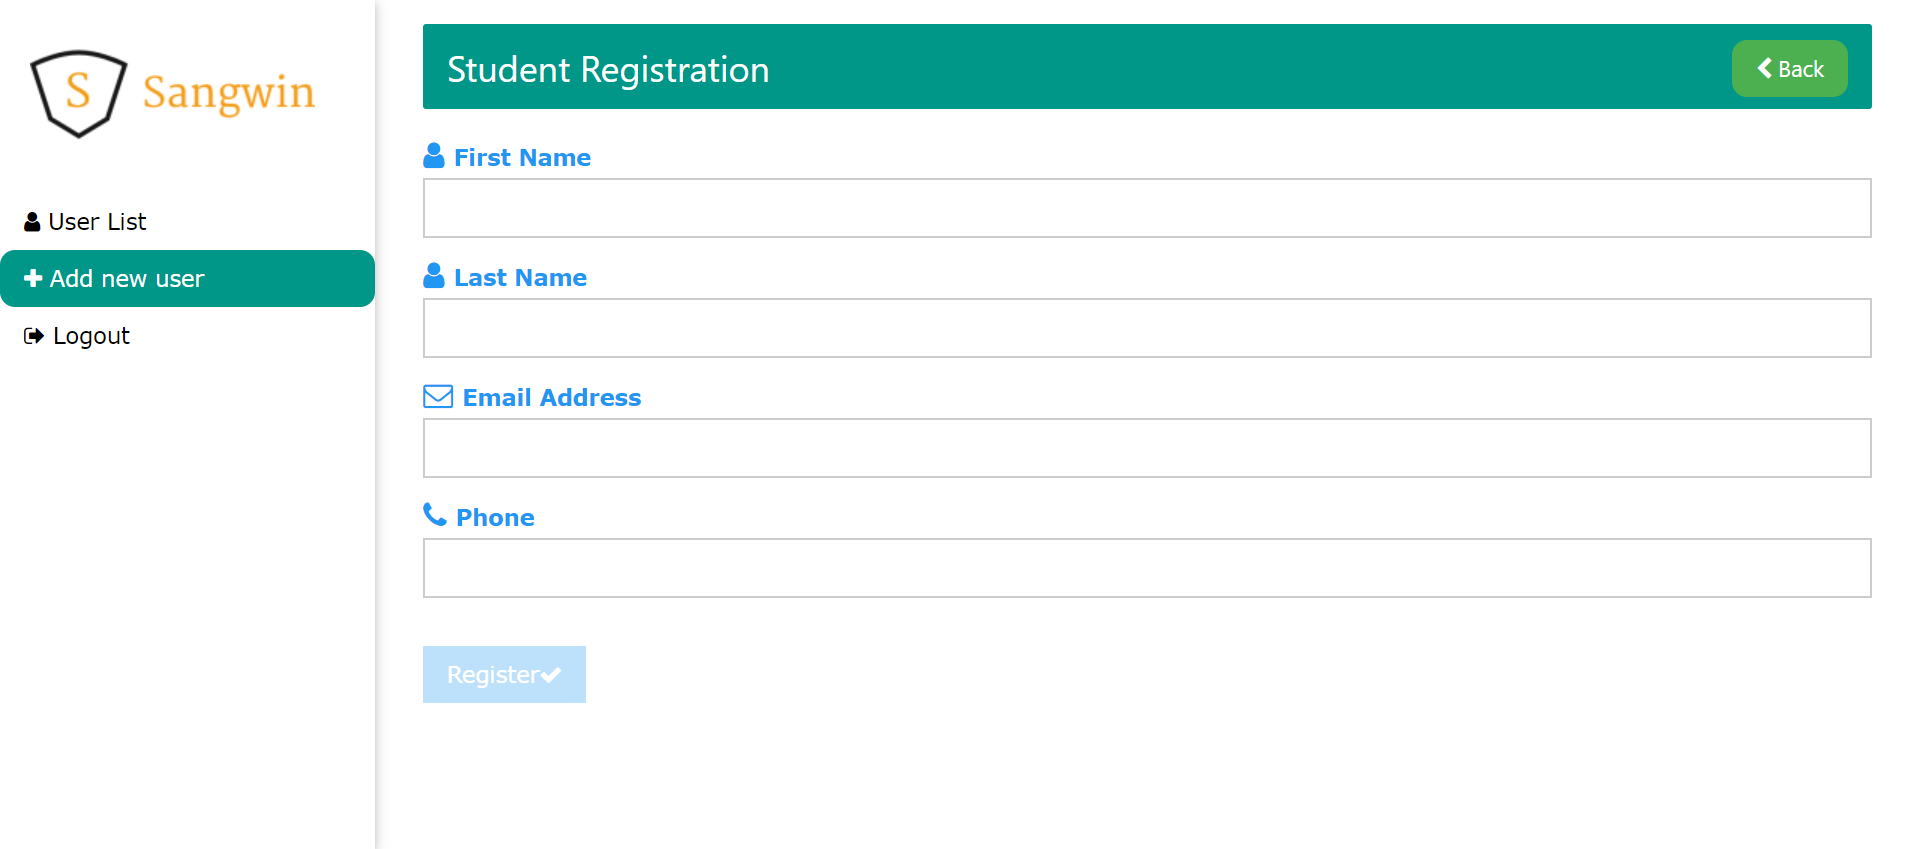 S Sangwin
User List
Add new user
Logout
Student Registration
Back
First Name
Last Name
Email Address
Phone
Register